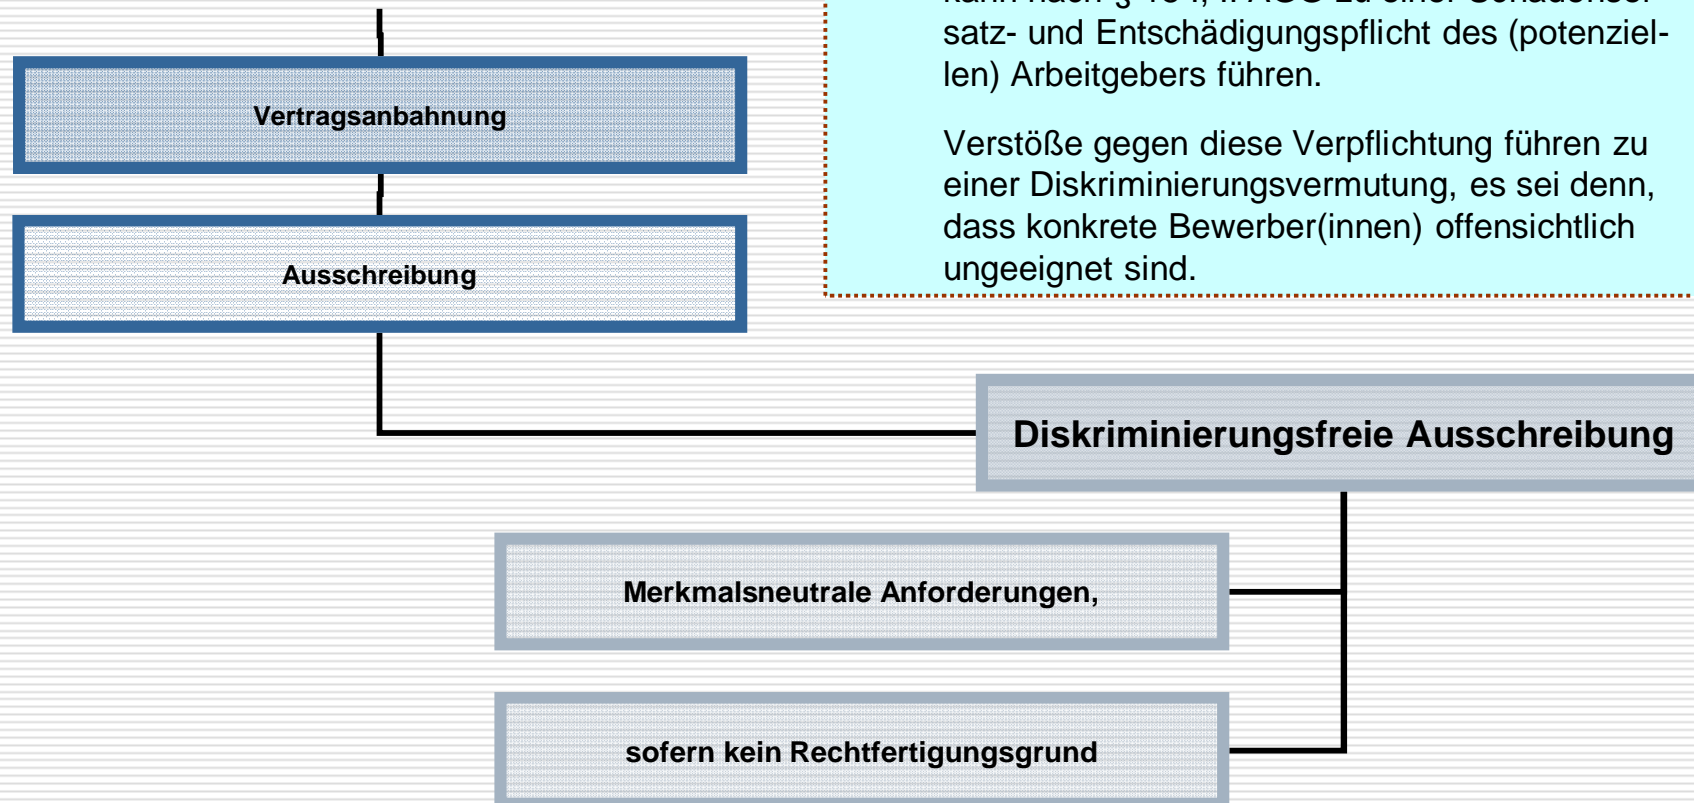 satz- und Entschädigungspflicht des (potenziel-
len) Arbeitgebers führen.
Verstöße gegen diese Verpflichtung führen zu
einer Diskriminierungsvermutung, es sei denn,
dass konkrete Bewerber(innen) offensichtlich
ungeeignet sind.
Vertragsanbahnung
Ausschreibung
Diskriminierungsfreie Ausschreibung
Merkmalsneutrale Anforderungen,
sofern kein Rechtfertigungsgrund